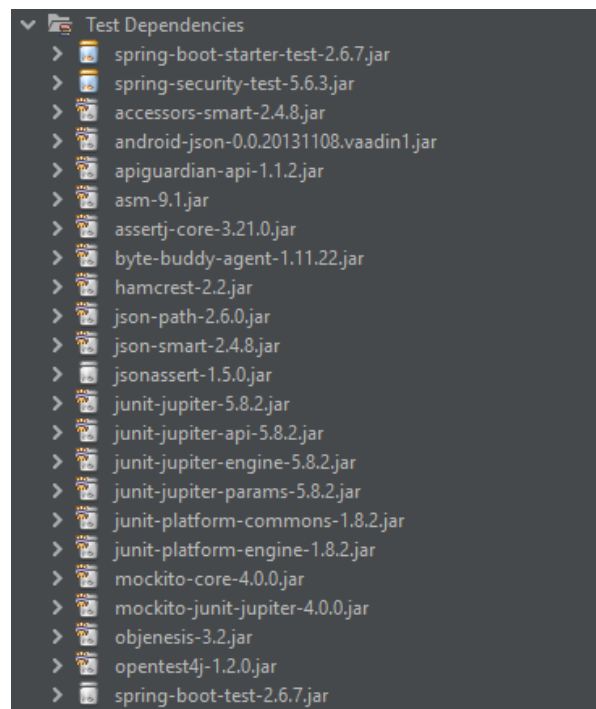 Test Dependencies
spring-boot-starter-test-2.6.7.jar
spring-security-test-5.6.3.jar
accessors-smart-2.4.8.jar
android-json-0.0.20131108.vaadin1.jar
apiguardian-api-1.1.2.jar
asm-9.1.jar
assertj-core-3.21.0.jar
byte-buddy-agent-1.11.22.jar
hamcrest-2.2.jar
json-path-2.6.0.jar
json-smart-2.4.8.jar
jsonassert-1.5.0.jar
junit-jupiter-5.8.2.jar
junit-jupiter-api-5.8.2.jar
junit-jupiter-engine-5.8.2.jar
junit-jupiter-params-5.8.2.jar
junit-platform-commons-1.8.2.jar
junit-platform-engine-1.8.2.jar
mockito-core-4.0.0.jar
mockito-junit-jupiter-4.0.0.jar
objenesis-3.2.jar
opentest4j-1.2.0.jar
spring-boot-test-2.6.7.jar